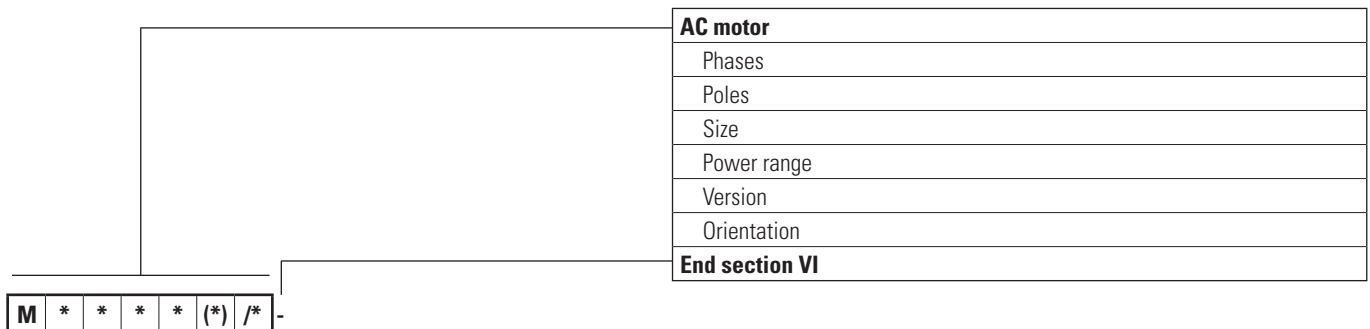 AC motor
Phases
Poles
Size
Power range
Version
Orientation
End section VI
M * * * * (*) /* -